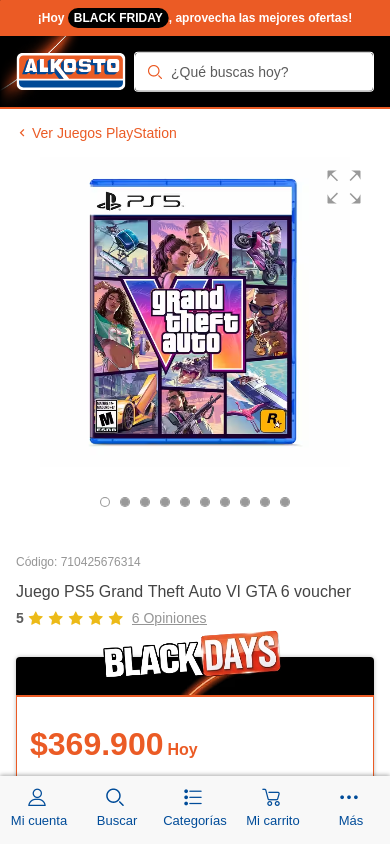 ¡Hoy BLACK FRIDAY, aprovecha las mejores ofertas!
ALKOSTO
¿Qué buscas hoy?
Ver Juegos PlayStation
PS5
grand
theft
auto
VI
M
ESRB
R
Código: 710425676314
Juego PS5 Grand Theft Auto VI GTA 6 voucher
5 6 Opiniones
BLACK DAYS
$369.900 Hoy
Mi cuenta
Buscar
Categorías
Mi carrito
Más